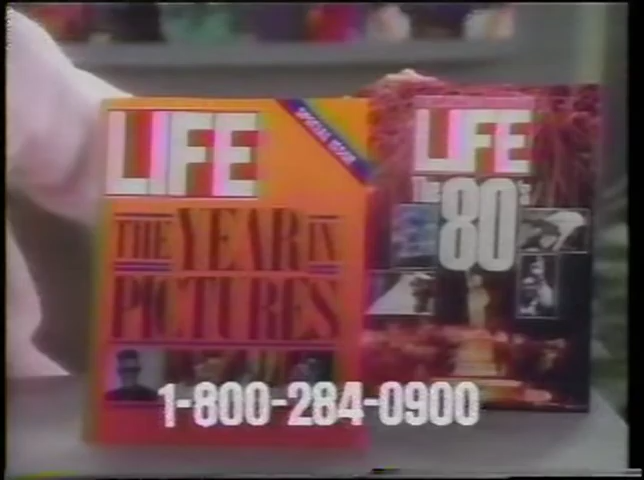 LIFE
SPECIAL ISSUE
THE YEAR IN
PICTURES
LIFE
The 80's
1-800-284-0900